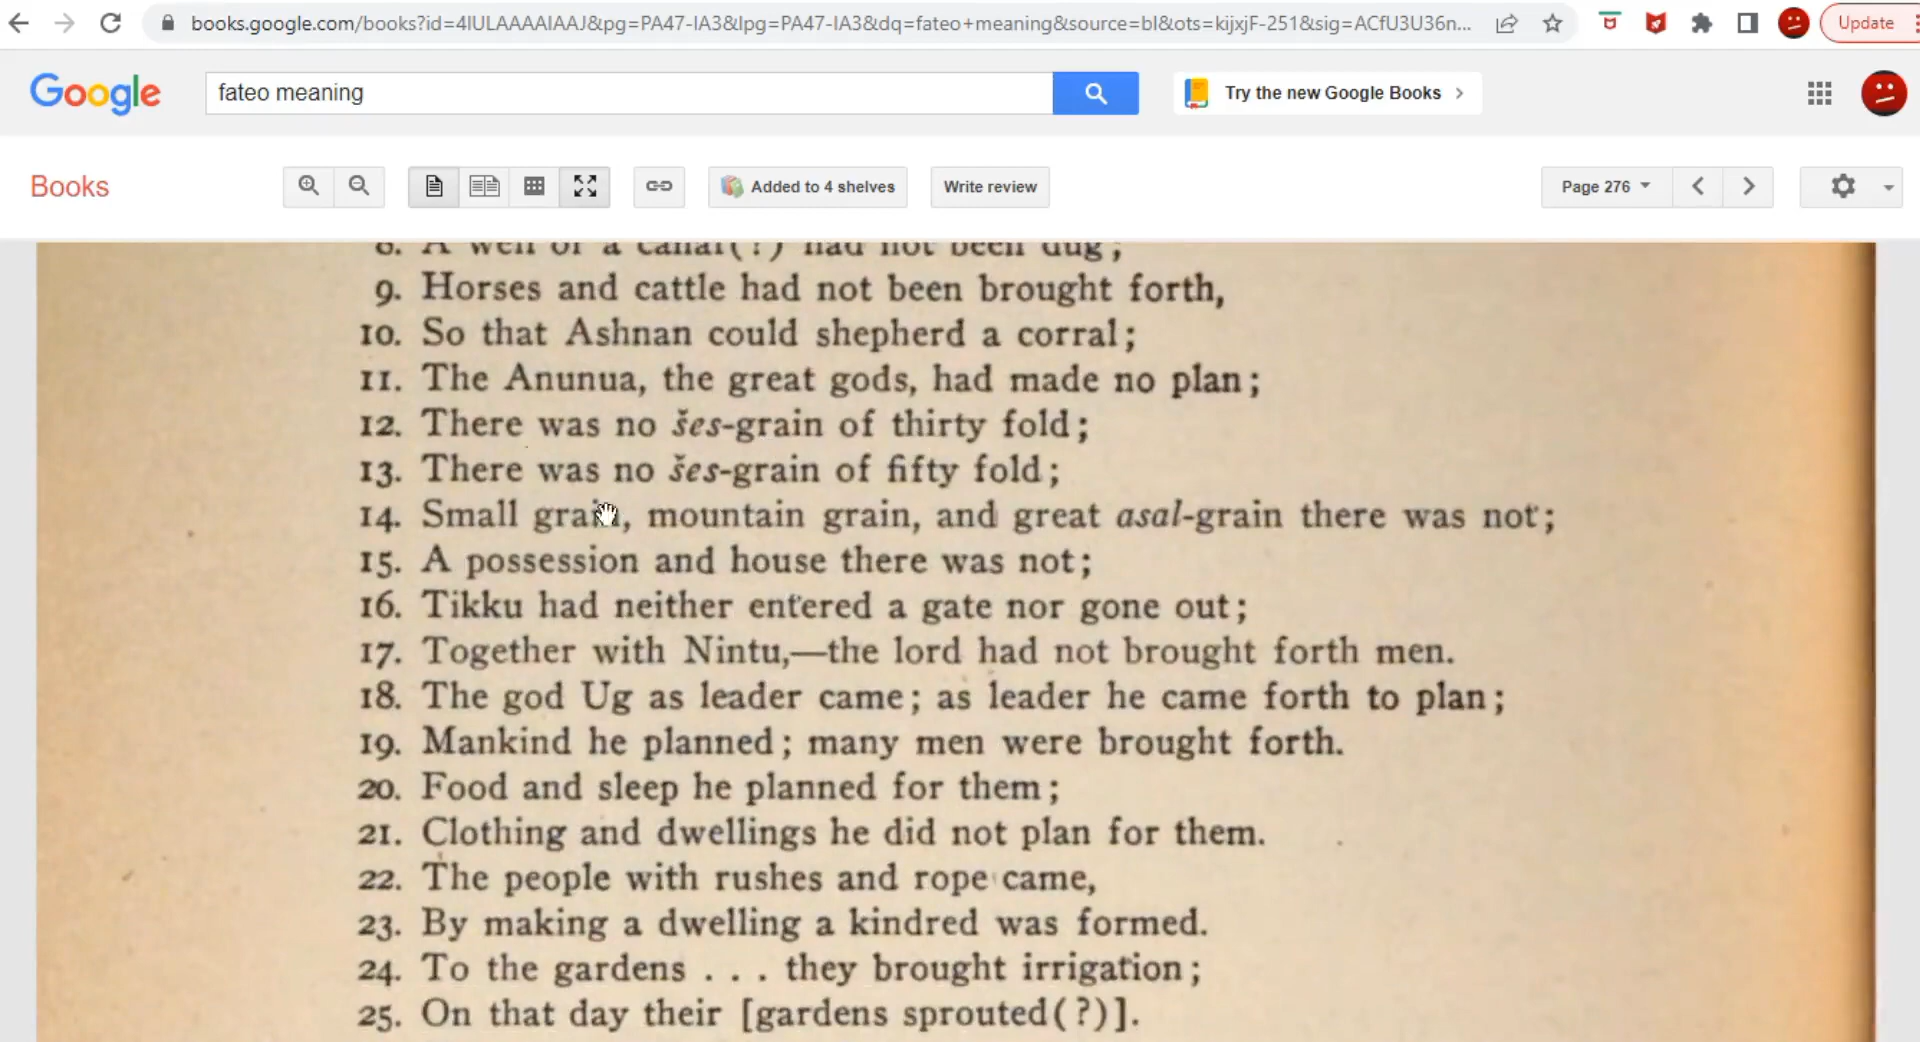 books.google.com/books?id=4IULAAAAIAAJ&pg=PA47-IA3&lpg=PA47-IA3&dq=fateo+meaning&source=bl&ots=kijxjF-251&sig=ACfU3U36n...
Update
Google
fateo meaning
Try the new Google Books
Books
Added to 4 shelves
Write review
Page 276
8. A well or a canal(?) had not been dug;
9. Horses and cattle had not been brought forth,
10. So that Ashnan could shepherd a corral;
11. The Anunua, the great gods, had made no plan;
12. There was no šes-grain of thirty fold;
13. There was no šes-grain of fifty fold;
14. Small grain, mountain grain, and great asal-grain there was not;
15. A possession and house there was not;
16. Tikku had neither entered a gate nor gone out;
17. Together with Nintu,—the lord had not brought forth men.
18. The god Ug as leader came; as leader he came forth to plan;
19. Mankind he planned; many men were brought forth.
20. Food and sleep he planned for them;
21. Clothing and dwellings he did not plan for them.
22. The people with rushes and rope came,
23. By making a dwelling a kindred was formed.
24. To the gardens . . . they brought irrigation;
25. On that day their [gardens sprouted(?)].